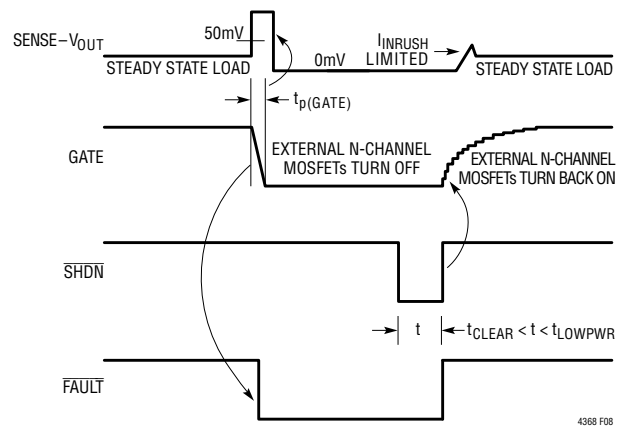 SENSE–VOUT
50mV
0mV
IINRUSH
LIMITED
STEADY STATE LOAD
STEADY STATE LOAD
tp(GATE)
GATE
EXTERNAL N-CHANNEL
MOSFETs TURN OFF
EXTERNAL N-CHANNEL
MOSFETs TURN BACK ON
SHDN
t
tCLEAR < t < tLOWPWR
FAULT
4368 F08